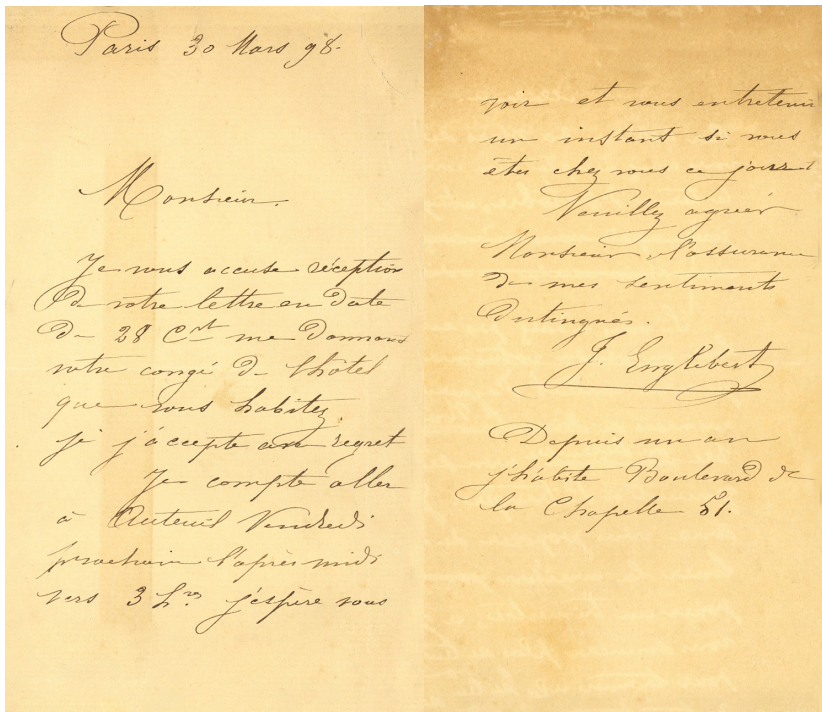 Paris 30 Mars 98.
Monsieur.
Je vous accuse réception
de votre lettre en date
de 28 Ct me donnant
votre congé de l'hôtel
que vous habitez.
je j'accepte avec regret
Je compte aller
à Auteuil Vendredi
prochain l'après midi
vers 3 hres j'espère vous
voir et vous entretenir
un instant si vous
êtes chez vous ce jour
Veuillez agréer
Monsieur l'assurance
de mes sentiments
distingués.
J. Englebert
Depuis un an
j'habite Boulevard de
la Chapelle 51.